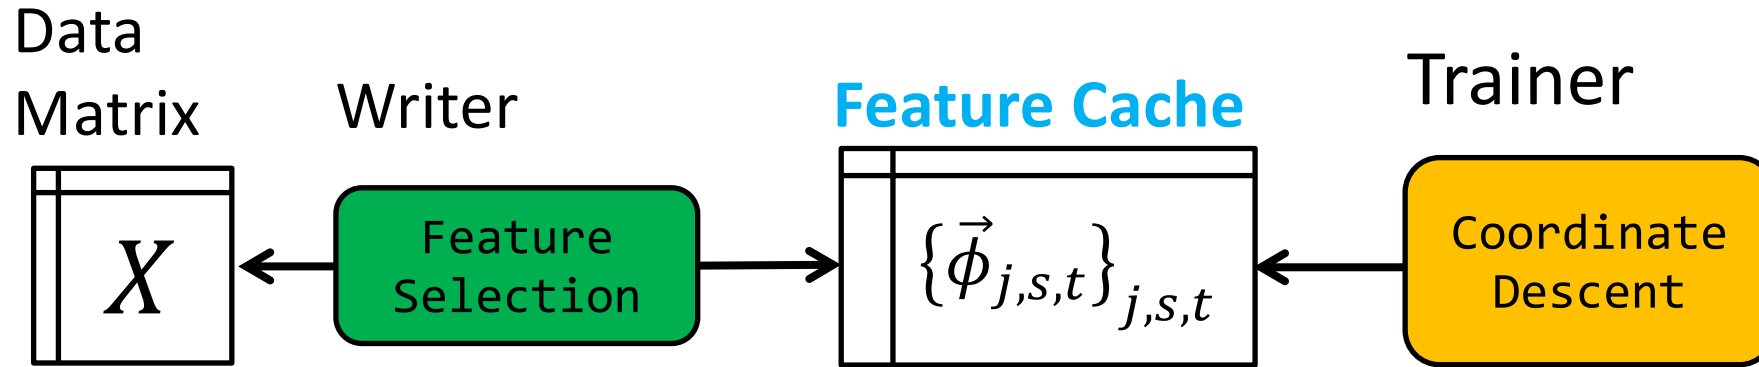 Data
Matrix
Writer
Feature Cache
Trainer
X
Feature
Selection
{ϕ⃗_{j,s,t}}_{j,s,t}
Coordinate
Descent